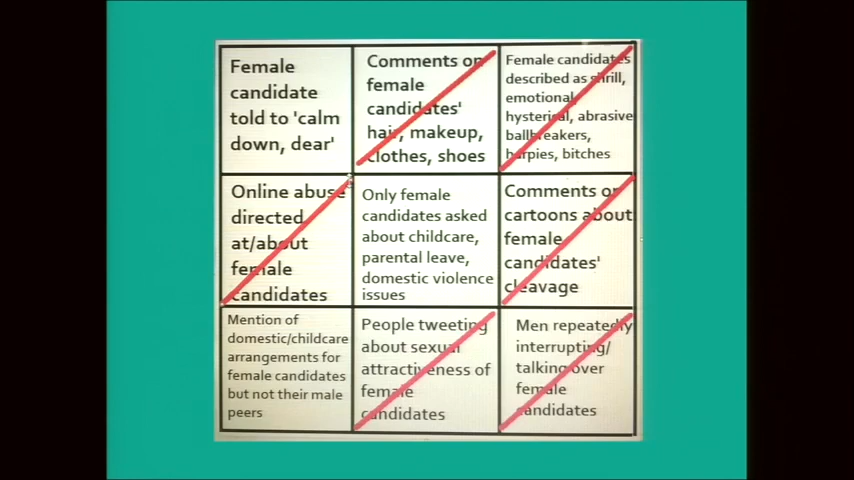 Female
candidate
told to 'calm
down, dear'
Comments on
female
candidates'
hair, makeup,
clothes, shoes
Female candidates
described as shrill,
emotional,
hysterical, abrasive
ballbreakers,
harpies, bitches
Online abuse
directed
at/about
female
candidates
Only female
candidates asked
about childcare,
parental leave,
domestic violence
issues
Comments or
cartoons about
female
candidates'
cleavage
Mention of
domestic/childcare
arrangements for
female candidates
but not their male
peers
People tweeting
about sexual
attractiveness of
female
candidates
Men repeatedly
interrupting/
talking over
female
candidates